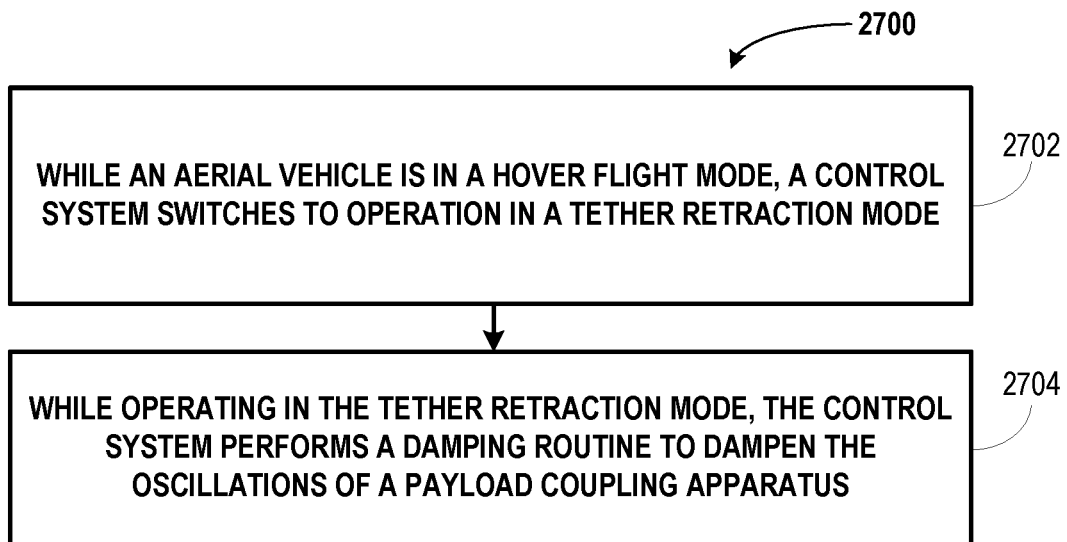 2700
WHILE AN AERIAL VEHICLE IS IN A HOVER FLIGHT MODE, A CONTROL
SYSTEM SWITCHES TO OPERATION IN A TETHER RETRACTION MODE
2702
WHILE OPERATING IN THE TETHER RETRACTION MODE, THE CONTROL
SYSTEM PERFORMS A DAMPING ROUTINE TO DAMPEN THE
OSCILLATIONS OF A PAYLOAD COUPLING APPARATUS
2704